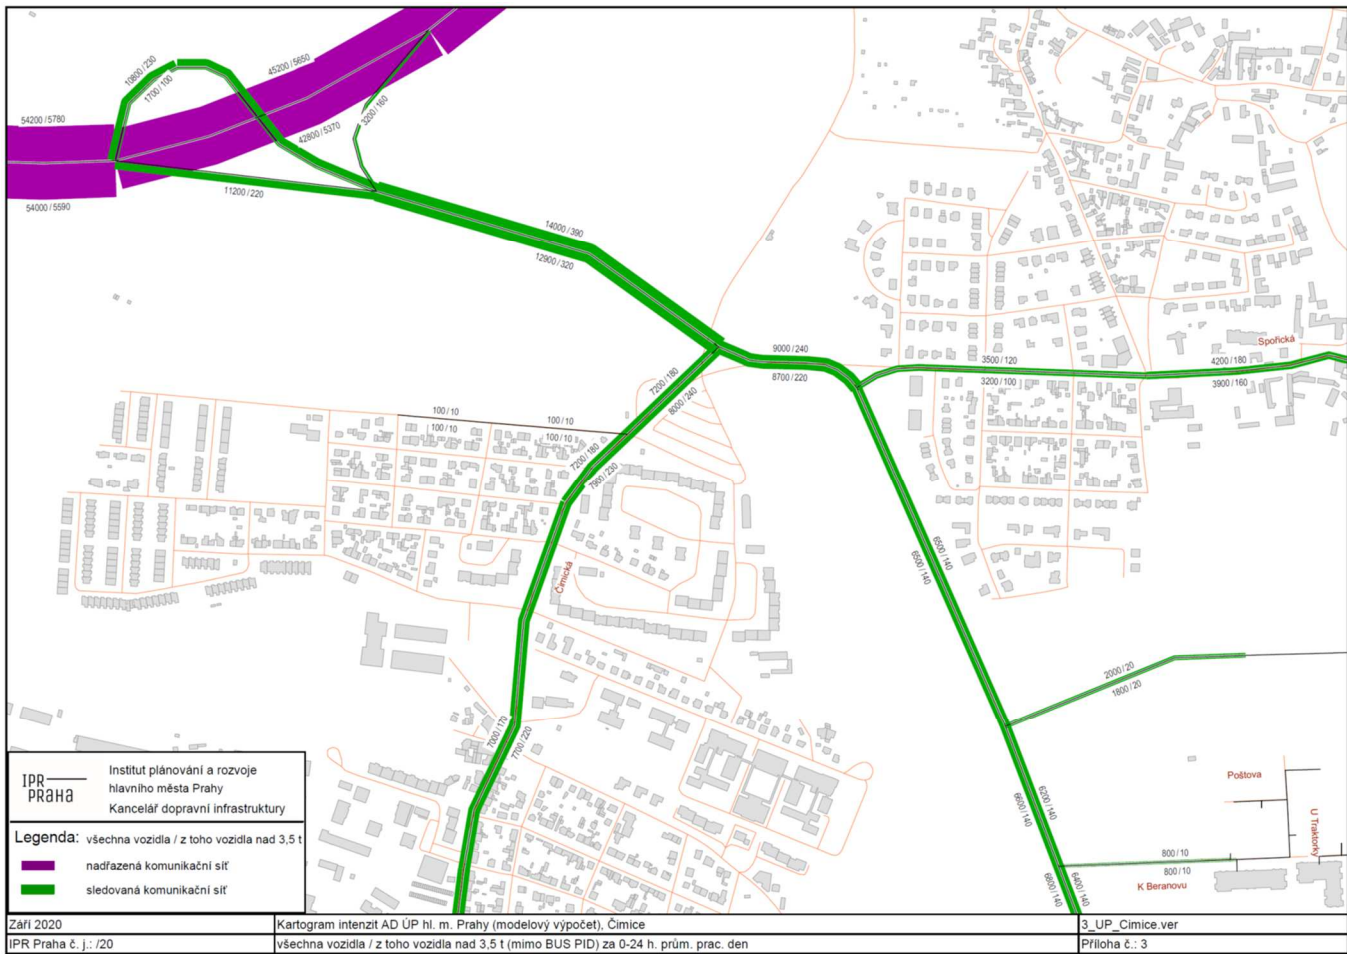 10800 / 230
1700 / 100
45200 / 5650
54200 / 5780
42800 / 5370
3200 / 160
11200 / 220
54000 / 5590
14000 / 390
12900 / 320
9000 / 240
8700 / 220
3500 / 120
3200 / 100
Spořická
4200 / 180
3900 / 160
7200 / 180
8000 / 240
100 / 10
100 / 10
100 / 10
100 / 10
7200 / 180
7900 / 230
Čimická
6500 / 140
6500 / 140
2000 / 20
1800 / 20
7000 / 170
7700 / 220
6200 / 140
6600 / 140
Poštova
U Traktorky
800 / 10
800 / 10
K Beranovu
6400 / 140
6800 / 140
IPR
PRAHA
Institut plánování a rozvoje
hlavního města Prahy
Kancelář dopravní infrastruktury
Legenda: všechna vozidla / z toho vozidla nad 3,5 t
nadřazená komunikační síť
sledovaná komunikační síť
Září 2020
Kartogram intenzit AD ÚP hl. m. Prahy (modelový výpočet), Čimice
3_UP_Cimice.ver
IPR Praha č. j.: /20
všechna vozidla / z toho vozidla nad 3,5 t (mimo BUS PID) za 0-24 h. prům. prac. den
Příloha č.: 3